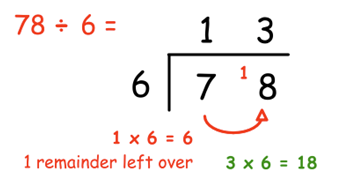 78 ÷ 6 =
1 3
6 7 1 8
1 x 6 = 6
1 remainder left over
3 x 6 = 18